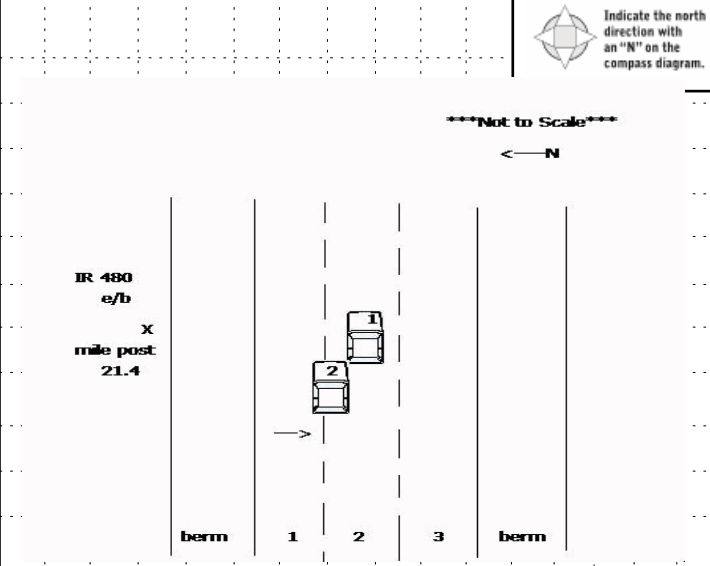 Indicate the north
direction with
an "N" on the
compass diagram.
***Not to Scale***
<——N
IR 480
e/b
x
mile post
21.4
1
2
——>
berm 1 2 3 berm